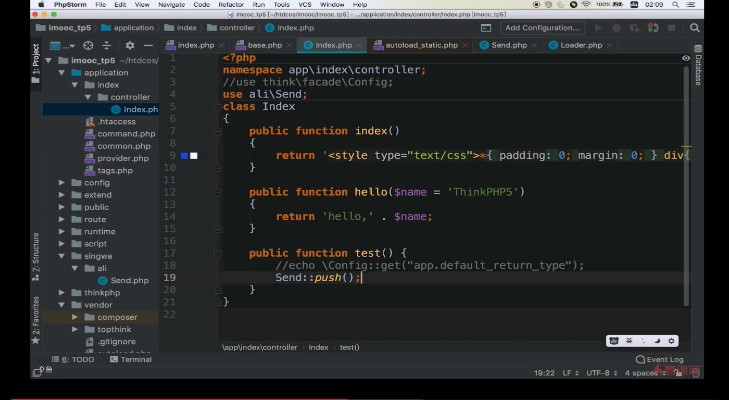 PhpStorm File Edit View Navigate Code Refactor Run Tools VCS Window Help 100% 02:09
imooc_tp5 [~/htdcos/imooc/imooc_tp5] - .../application/index/controller/Index.php [imooc_tp5]
imooc_tp5 application index controller Index.php Add Configuration...
index.php base.php Index.php autoload_static.php Send.php Loader.php
1: Project
imooc_tp5 ~/htdcos/
application
index
controller
Index.ph
.htaccess
command.php
common.php
provider.php
tags.php
config
extend
public
route
runtime
script
singwa
ali
Send.php
thinkphp
vendor
composer
topthink
.gitignore
Z: Structure
2: Favorites
Database
1 <?php
2 namespace app\index\controller;
3 //use think\facade\Config;
4 use ali\Send;
5 class Index
6 {
7 public function index()
8 {
9 return '<style type="text/css">*{ padding: 0; margin: 0; } div{
10 }
11
12 public function hello($name = 'ThinkPHP5')
13 {
14 return 'hello,' . $name;
15 }
16
17 public function test() {
18 //echo \Config::get("app.default_return_type");
19 Send::push();
20 }
21 }
22
\app\index\controller Index test()
6: TODO Terminal Event Log
19:22 LF UTF-8 4 spaces